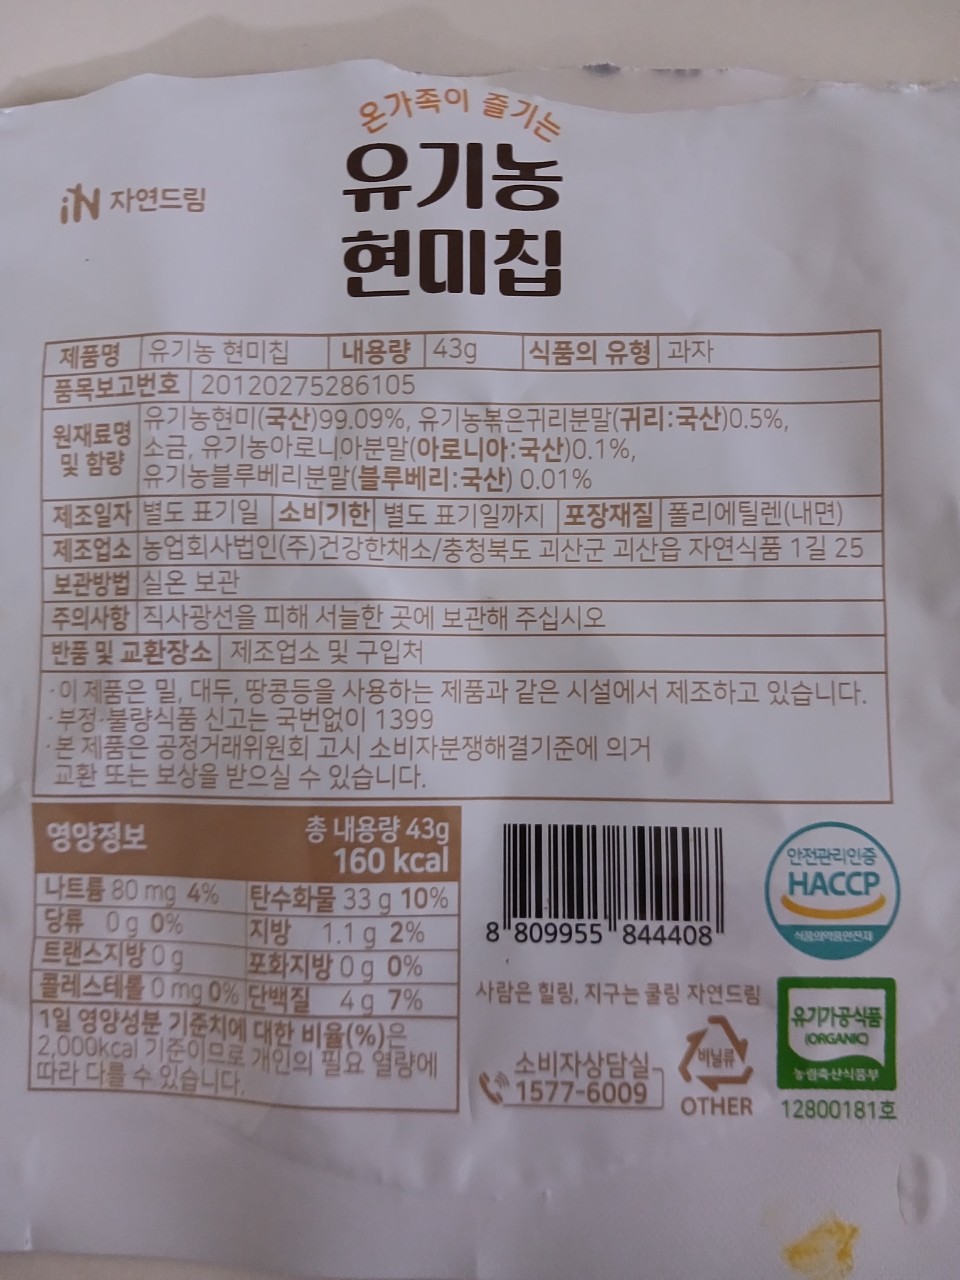 온가족이 즐기는
iN 자연드림
유기농
현미칩
제품명 유기농 현미칩 내용량 43g 식품의 유형 과자
품목보고번호 20120275286105
원재료명 및 함량 유기농현미(국산)99.09%, 유기농볶은귀리분말(귀리:국산)0.5%,
소금, 유기농아로니아분말(아로니아:국산)0.1%,
유기농블루베리분말(블루베리:국산) 0.01%
제조일자 별도 표기일 소비기한 별도 표기일까지 포장재질 폴리에틸렌(내면)
제조업소 농업회사법인(주)건강한채소/충청북도 괴산군 괴산읍 자연식품 1길 25
보관방법 실온 보관
주의사항 직사광선을 피해 서늘한 곳에 보관해 주십시오
반품 및 교환장소 제조업소 및 구입처
·이 제품은 밀, 대두, 땅콩등을 사용하는 제품과 같은 시설에서 제조하고 있습니다.
·부정·불량식품 신고는 국번없이 1399
·본 제품은 공정거래위원회 고시 소비자분쟁해결기준에 의거
교환 또는 보상을 받으실 수 있습니다.
영양정보 총 내용량 43g
160 kcal
나트륨 80 mg 4% 탄수화물 33 g 10%
당류 0 g 0% 지방 1.1 g 2%
트랜스지방 0 g 포화지방 0 g 0%
콜레스테롤 0 mg 0% 단백질 4 g 7%
1일 영양성분 기준치에 대한 비율(%)은
2,000kcal 기준이므로 개인의 필요 열량에
따라 다를 수 있습니다.
8 809955 844408
안전관리인증
HACCP
식품의약품안전처
사람은 힐링, 지구는 쿨링 자연드림
소비자상담실
1577-6009
비닐류
OTHER
유기가공식품
(ORGANIC)
농림축산식품부
12800181호